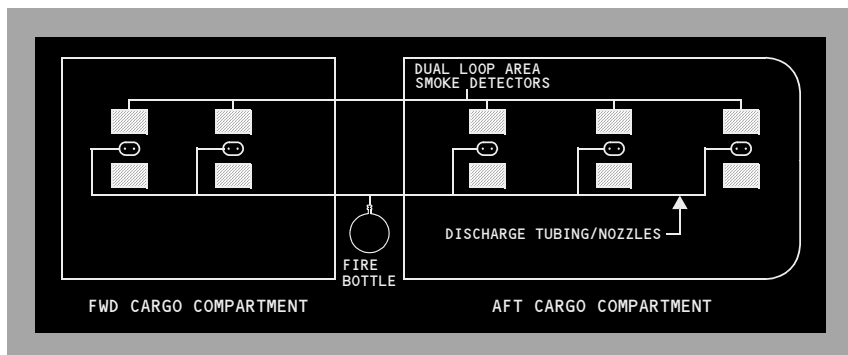 DUAL LOOP AREA
SMOKE DETECTORS
DISCHARGE TUBING/NOZZLES
FIRE
BOTTLE
FWD CARGO COMPARTMENT
AFT CARGO COMPARTMENT